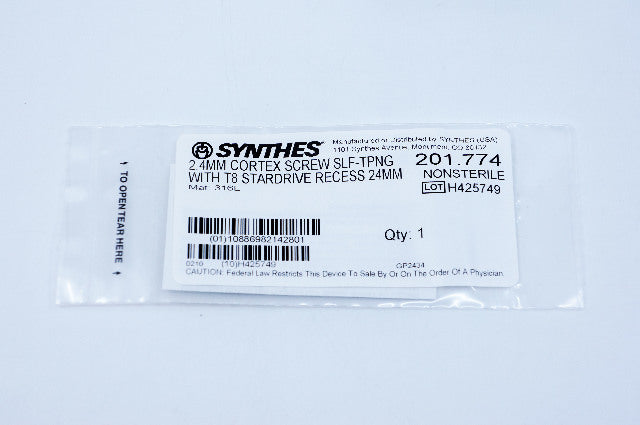 SYNTHES®
Manufactured or Distributed by SYNTHES (USA)
1101 Synthes Avenue, Monument, CO 80132
2.4MM CORTEX SCREW SLF-TPNG
WITH T8 STARDRIVE RECESS 24MM
Mat. 316L
201.774
NONSTERILE
LOT H425749
(01)10886982142801
Qty: 1
0210 (10)H425749
GP2434
CAUTION: Federal Law Restricts This Device To Sale By Or On The Order Of A Physician.
TO OPEN TEAR HERE